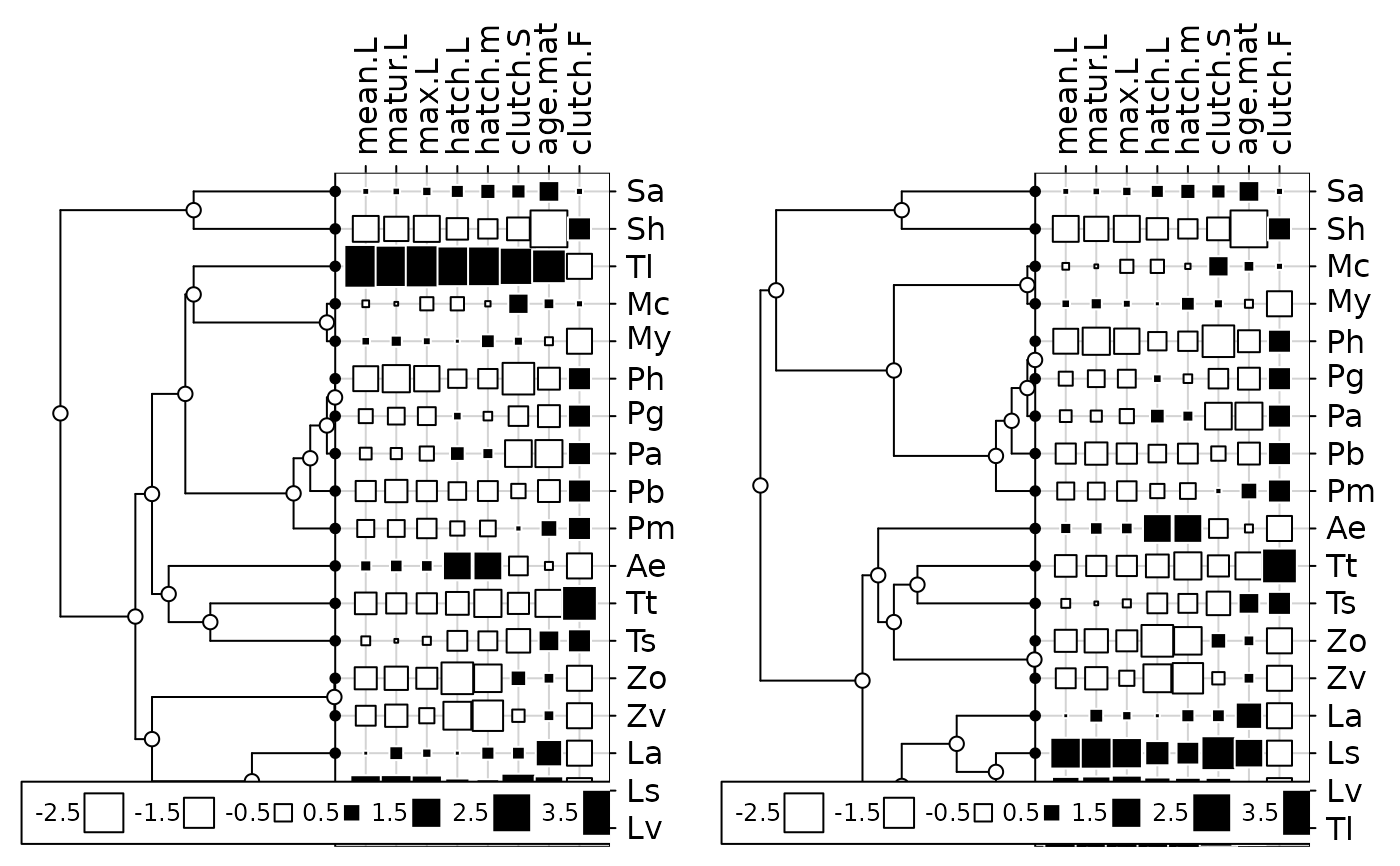 mean.L matur.L max.L hatch.L hatch.m clutch.S age.mat clutch.F
Sa
Sh
Tl
Mc
My
Ph
Pg
Pa
Pb
Pm
Ae
Tt
Ts
Zo
Zv
La
Ls
Lv
-2.5 -1.5 -0.5 0.5 1.5 2.5 3.5
mean.L matur.L max.L hatch.L hatch.m clutch.S age.mat clutch.F
Sa
Sh
Mc
My
Ph
Pg
Pa
Pb
Pm
Ae
Tt
Ts
Zo
Zv
La
Ls
Lv
Tl
-2.5 -1.5 -0.5 0.5 1.5 2.5 3.5